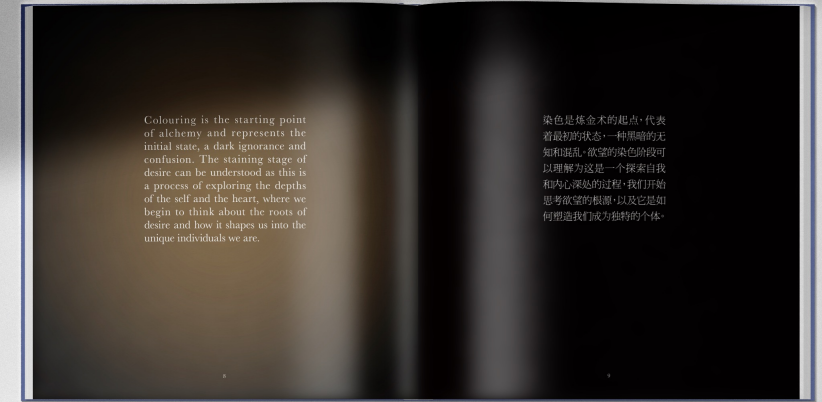 Colouring is the starting point
of alchemy and represents the
initial state, a dark ignorance and
confusion. The staining stage of
desire can be understood as this is
a process of exploring the depths
of the self and the heart, where we
begin to think about the roots of
desire and how it shapes us into the
unique individuals we are.
8
染色是炼金术的起点，代表
着最初的状态，一种黑暗的无
知和混乱。欲望的染色阶段可
以理解为这是一个探索自我
和内心深处的过程，我们开始
思考欲望的根源，以及它是如
何塑造我们成为独特的个体。
9